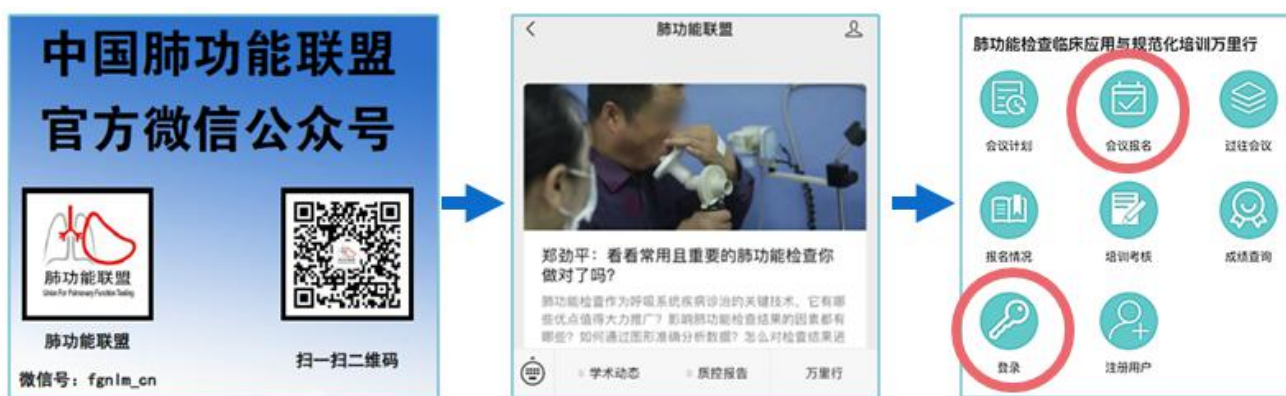 中国肺功能联盟
官方微信公众号
肺功能联盟
Union For Pulmonary Function Testing
肺功能联盟
微信号：fgnlm_cn
扫一扫二维码
肺功能联盟
郑劲平：看看常用且重要的肺功能检查你
做对了吗？
肺功能检查作为呼吸系统疾病诊治的关键技术，它有哪
些优点值得大力推广？影响肺功能检查结果的因素都有
哪些？如何通过图形准确分析数据？怎么对检查结果进
学术动态
质控报告
万里行
肺功能检查临床应用与规范化培训万里行
会议计划
会议报名
过往会议
报名情况
培训考核
成绩查询
登录
注册用户